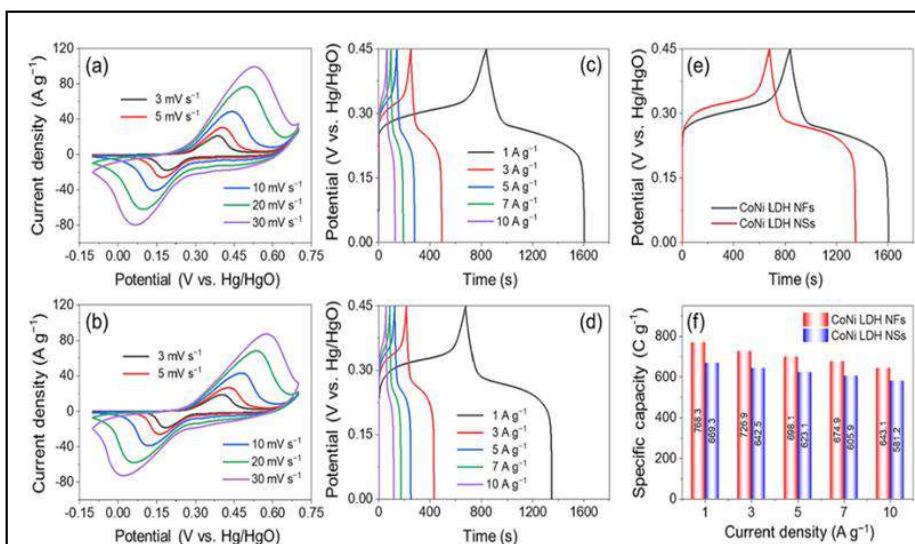 (a)
120
80
40
0
-40
-80
Current density (A g⁻¹)
3 mV s⁻¹
5 mV s⁻¹
10 mV s⁻¹
20 mV s⁻¹
30 mV s⁻¹
-0.15 0.00 0.15 0.30 0.45 0.60 0.75
Potential (V vs. Hg/HgO)
(c)
0.45
0.30
0.15
0.00
Potential (V vs. Hg/HgO)
1 A g⁻¹
3 A g⁻¹
5 A g⁻¹
7 A g⁻¹
10 A g⁻¹
0 400 800 1200 1600
Time (s)
(e)
0.45
0.30
0.15
0.00
Potential (V vs. Hg/HgO)
CoNi LDH NFs
CoNi LDH NSs
0 400 800 1200 1600
Time (s)
(b)
120
80
40
0
-40
-80
Current density (A g⁻¹)
3 mV s⁻¹
5 mV s⁻¹
10 mV s⁻¹
20 mV s⁻¹
30 mV s⁻¹
-0.15 0.00 0.15 0.30 0.45 0.60 0.75
Potential (V vs. Hg/HgO)
(d)
0.45
0.30
0.15
0.00
Potential (V vs. Hg/HgO)
1 A g⁻¹
3 A g⁻¹
5 A g⁻¹
7 A g⁻¹
10 A g⁻¹
0 400 800 1200 1600
Time (s)
(f)
CoNi LDH NFs
CoNi LDH NSs
800
600
400
200
0
Specific capacity (C g⁻¹)
768.3
669.3
726.9
642.5
698.1
623.1
674.9
605.9
643.1
581.2
1 3 5 7 10
Current density (A g⁻¹)